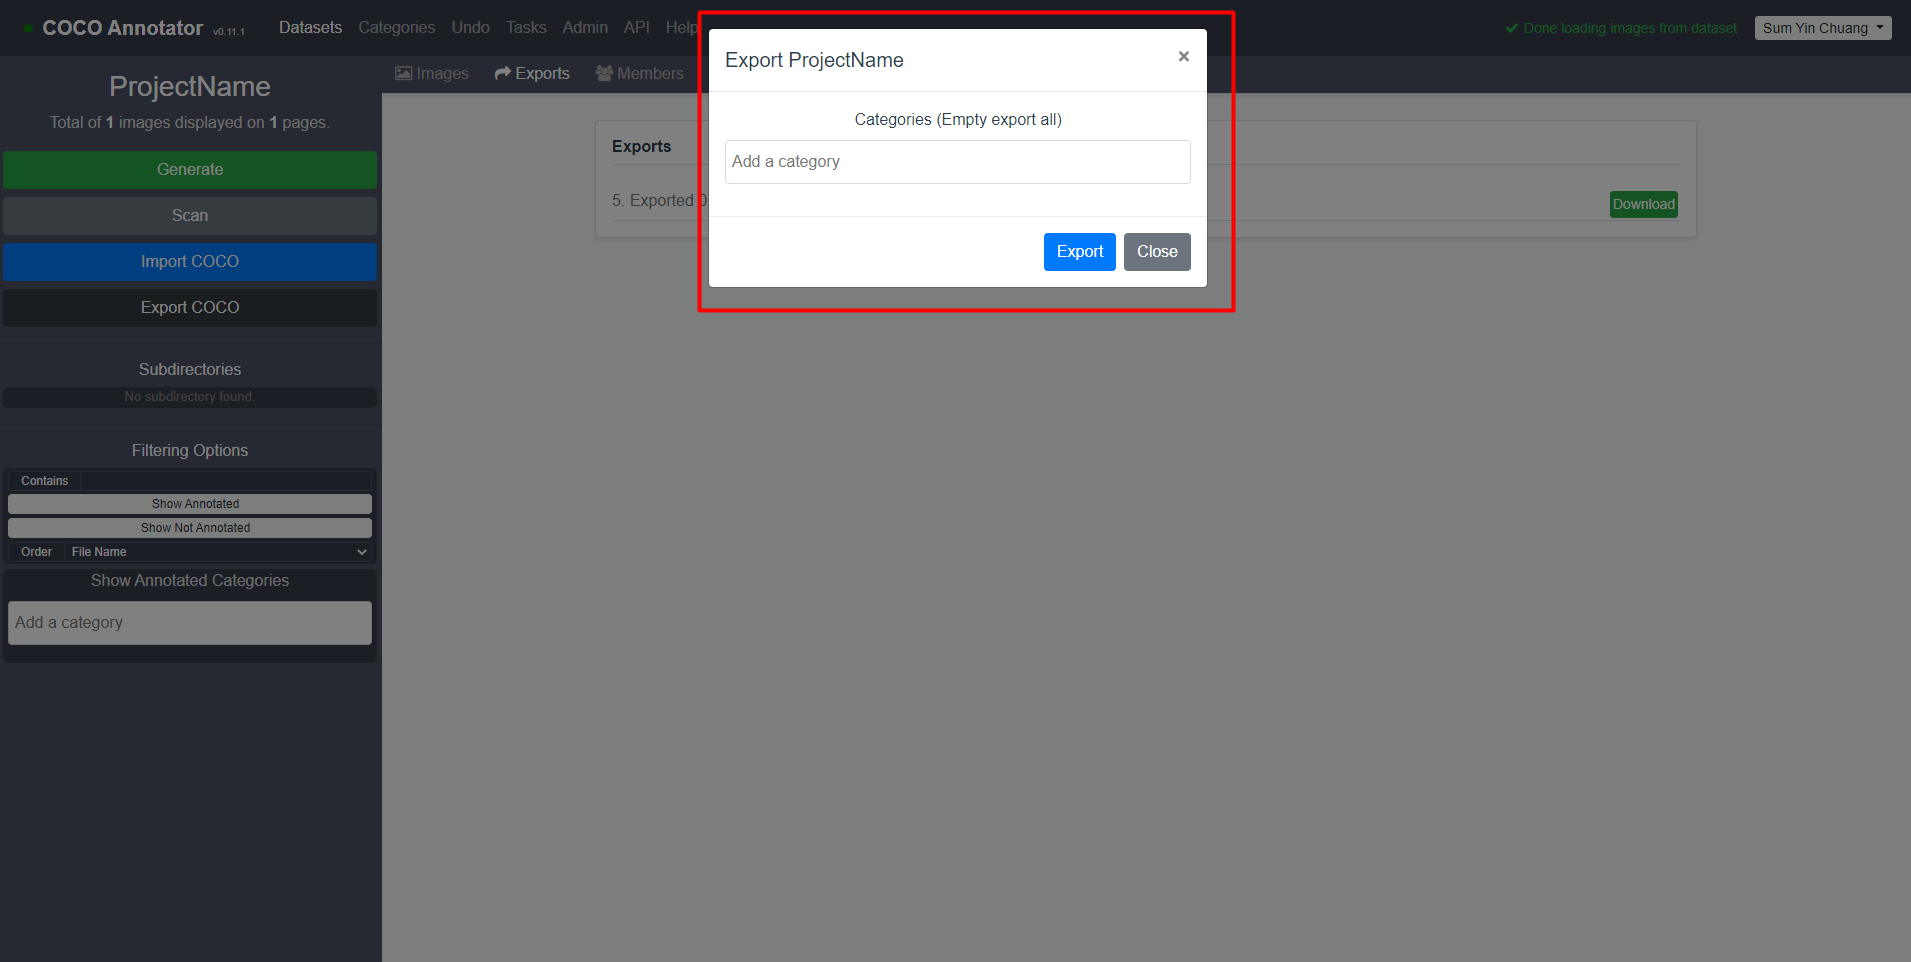 COCO Annotator v0.11.1 Datasets Categories Undo Tasks Admin API Help
Done loading images from dataset Sum Yin Chuang
ProjectName
Total of 1 images displayed on 1 pages.
Generate
Scan
Import COCO
Export COCO
Subdirectories
No subdirectory found.
Filtering Options
Contains
Show Annotated
Show Not Annotated
Order File Name
Show Annotated Categories
Add a category
Images Exports Members
Exports
5. Exported
Download
Export ProjectName ×
Categories (Empty export all)
Add a category
Export Close